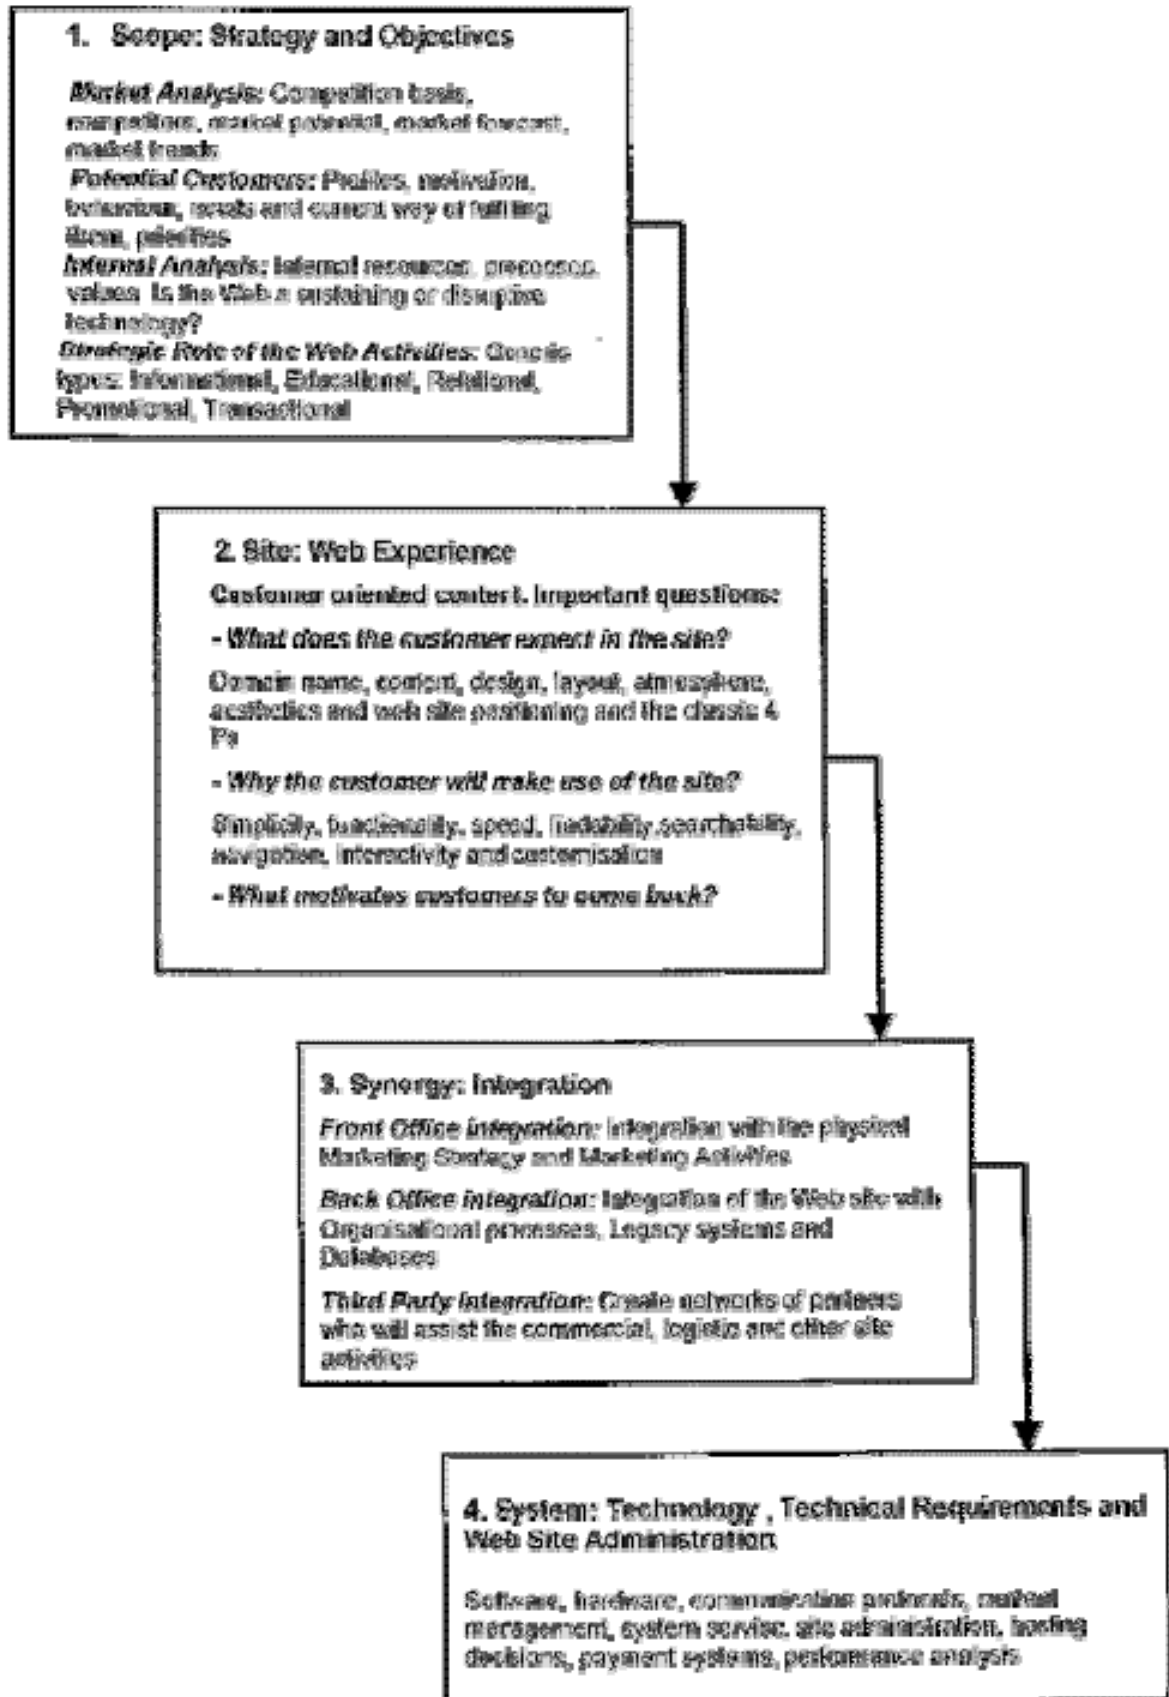 1. Scope: Strategy and Objectives
Market Analysis: Competition basis,
competitors, market potential, market forecast,
market trends
Potential Customers: Profiles, motivation,
behaviour, needs and current way of fulfilling
them, priorities
Internal Analysis: Internal resources, processes,
values. Is the Web a sustaining or disruptive
technology?
Strategic Role of the Web Activities: Generic
types: Informational, Educational, Relational,
Promotional, Transactional
2. Site: Web Experience
Customer oriented content. Important questions:
- What does the customer expect in the site?
Domain name, content, design, layout, atmosphere,
aesthetics and web site positioning and the classic 4
Ps
- Why the customer will make use of the site?
Simplicity, functionality, speed, findability, searchability,
navigation, interactivity and customisation
- What motivates customers to come back?
3. Synergy: Integration
Front Office integration: Integration with the physical
Marketing Strategy and Marketing Activities
Back Office integration: Integration of the Web site with
Organisational processes, Legacy systems and
Databases
Third Party integration: Create networks of partners
who will assist the commercial, logistic and other site
activities
4. System: Technology , Technical Requirements and
Web Site Administration
Software, hardware, communication protocols, content
management, system service, site administration, hosting
decisions, payment systems, performance analysis